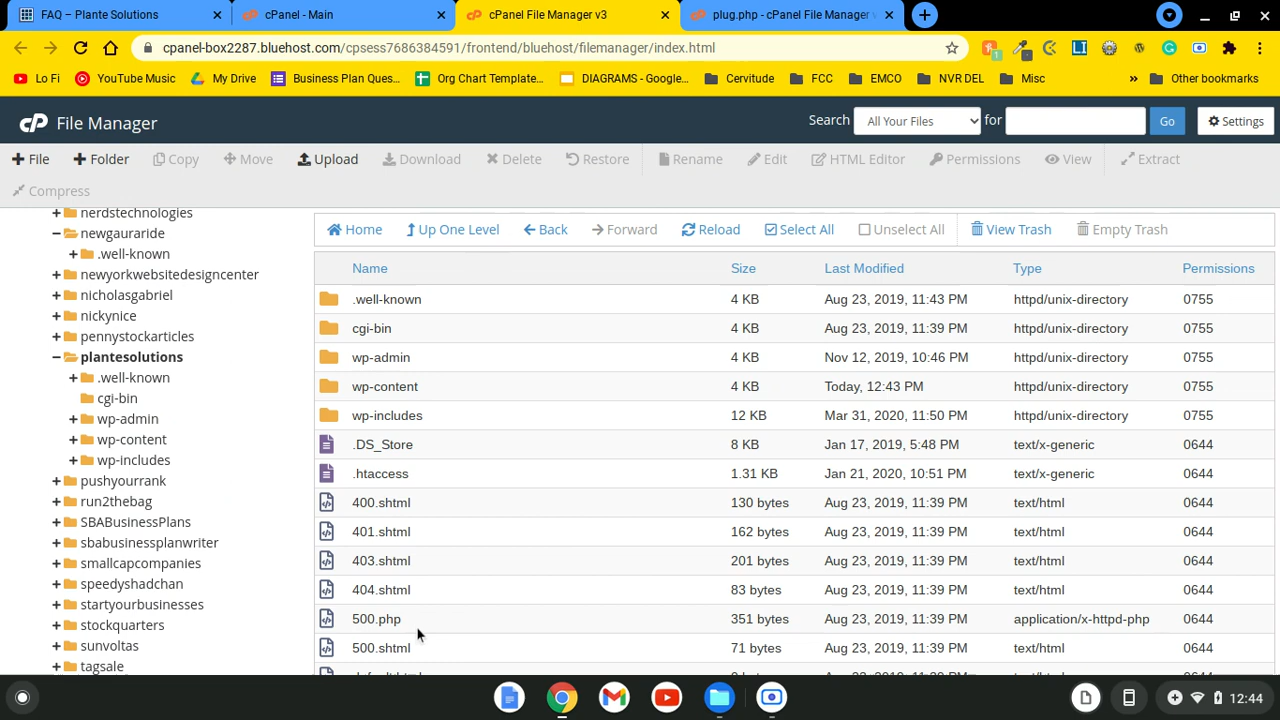 FAQ – Plante Solutions
cPanel - Main
cPanel File Manager v3
plug.php - cPanel File Manager v
cpanel-box2287.bluehost.com/cpsess7686384591/frontend/bluehost/filemanager/index.html
Lo Fi
YouTube Music
My Drive
Business Plan Ques...
Org Chart Template...
DIAGRAMS - Google...
Cervitude
FCC
EMCO
NVR DEL
Misc
»
Other bookmarks
cP File Manager
Search All Your Files for Go Settings
+ File
+ Folder
Copy
Move
Upload
Download
Delete
Restore
Rename
Edit
HTML Editor
Permissions
View
Extract
Compress
nerdstechnologies
newgauraride
.well-known
newyorkwebsitedesigncenter
nicholasgabriel
nickynice
pennystockarticles
plantesolutions
.well-known
cgi-bin
wp-admin
wp-content
wp-includes
pushyourrank
run2thebag
SBABusinessPlans
sbabusinessplanwriter
smallcapcompanies
speedyshadchan
startyourbusinesses
stockquarters
sunvoltas
tagsale
Home
Up One Level
Back
Forward
Reload
Select All
Unselect All
View Trash
Empty Trash
Name Size Last Modified Type Permissions
.well-known 4 KB Aug 23, 2019, 11:43 PM httpd/unix-directory 0755
cgi-bin 4 KB Aug 23, 2019, 11:39 PM httpd/unix-directory 0755
wp-admin 4 KB Nov 12, 2019, 10:46 PM httpd/unix-directory 0755
wp-content 4 KB Today, 12:43 PM httpd/unix-directory 0755
wp-includes 12 KB Mar 31, 2020, 11:50 PM httpd/unix-directory 0755
.DS_Store 8 KB Jan 17, 2019, 5:48 PM text/x-generic 0644
.htaccess 1.31 KB Jan 21, 2020, 10:51 PM text/x-generic 0644
400.shtml 130 bytes Aug 23, 2019, 11:39 PM text/html 0644
401.shtml 162 bytes Aug 23, 2019, 11:39 PM text/html 0644
403.shtml 201 bytes Aug 23, 2019, 11:39 PM text/html 0644
404.shtml 83 bytes Aug 23, 2019, 11:39 PM text/html 0644
500.php 351 bytes Aug 23, 2019, 11:39 PM application/x-httpd-php 0644
500.shtml 71 bytes Aug 23, 2019, 11:39 PM text/html 0644
12:44